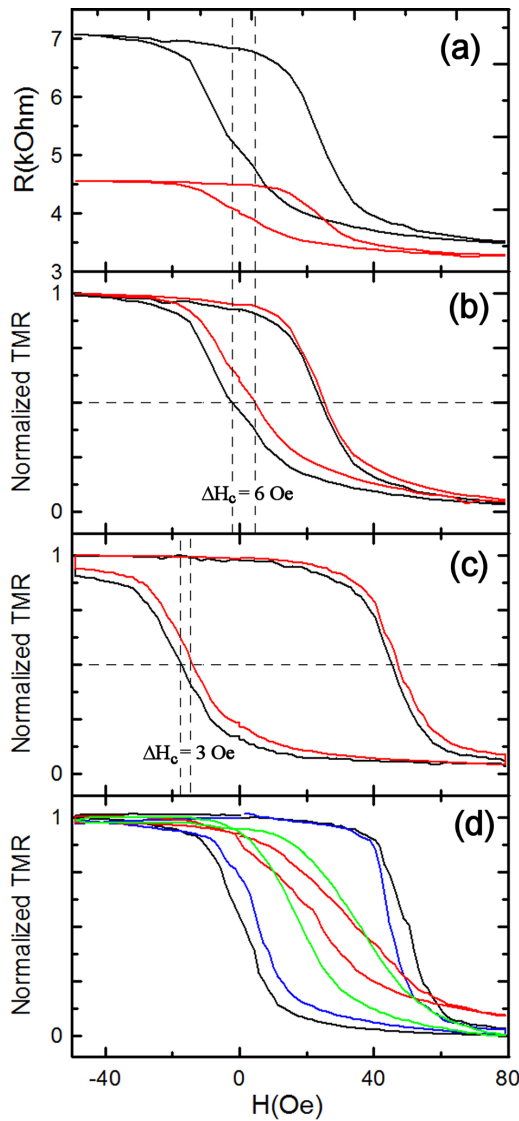 (a)
R(kOhm)
7
6
5
4
3
(b)
Normalized TMR
1
0
ΔHc = 6 Oe
(c)
Normalized TMR
1
0
ΔHc = 3 Oe
(d)
Normalized TMR
1
0
-40 0 40 80
H(Oe)